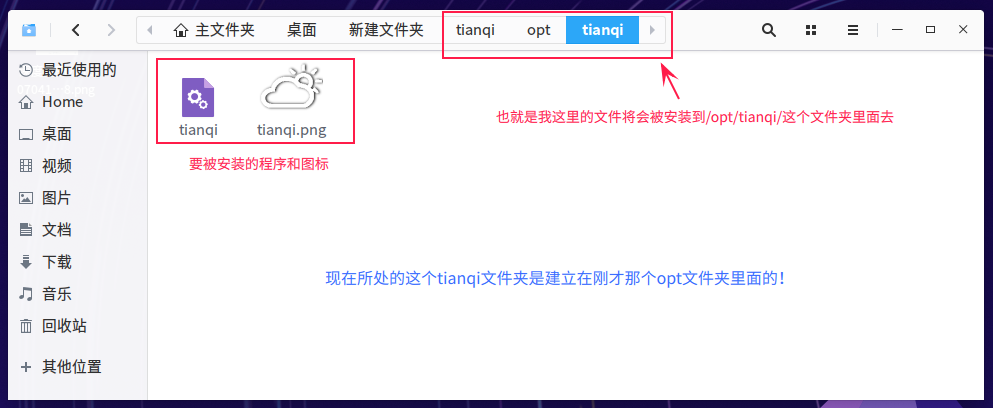 主文件夹 桌面 新建文件夹 tianqi opt tianqi
最近使用的
Home
桌面
视频
图片
文档
下载
音乐
回收站
其他位置
tianqi tianqi.png
要被安装的程序和图标
也就是我这里的文件将会被安装到/opt/tianqi/这个文件夹里面去
现在所处的这个tianqi文件夹是建立在刚才那个opt文件夹里面的!